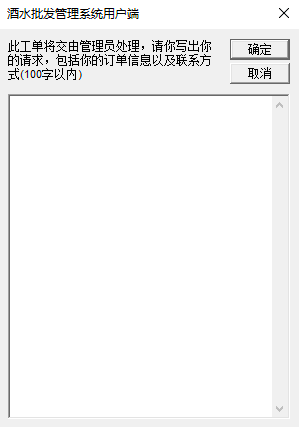 酒水批发管理系统用户端
此工单将交由管理员处理，请你写出你
的请求，包括你的订单信息以及联系方
式(100字以内)
确定
取消